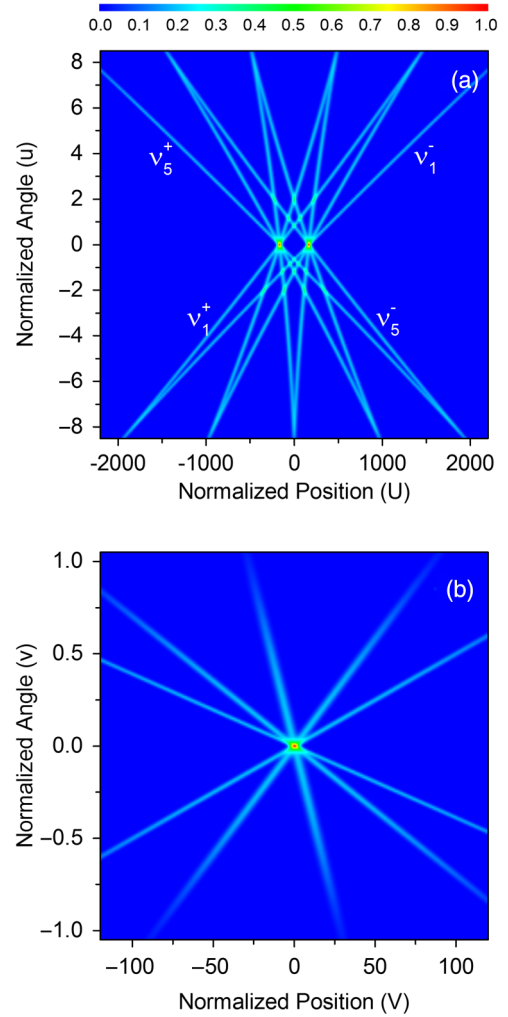 0.0 0.1 0.2 0.3 0.4 0.5 0.6 0.7 0.8 0.9 1.0
(a)
8
6
4
2
0
−2
−4
−6
−8
Normalized Angle (u)
ν5+
ν1-
ν1+
ν5-
-2000 -1000 0 1000 2000
Normalized Position (U)
(b)
1.0
0.5
0.0
−0.5
−1.0
Normalized Angle (v)
−100 −50 0 50 100
Normalized Position (V)